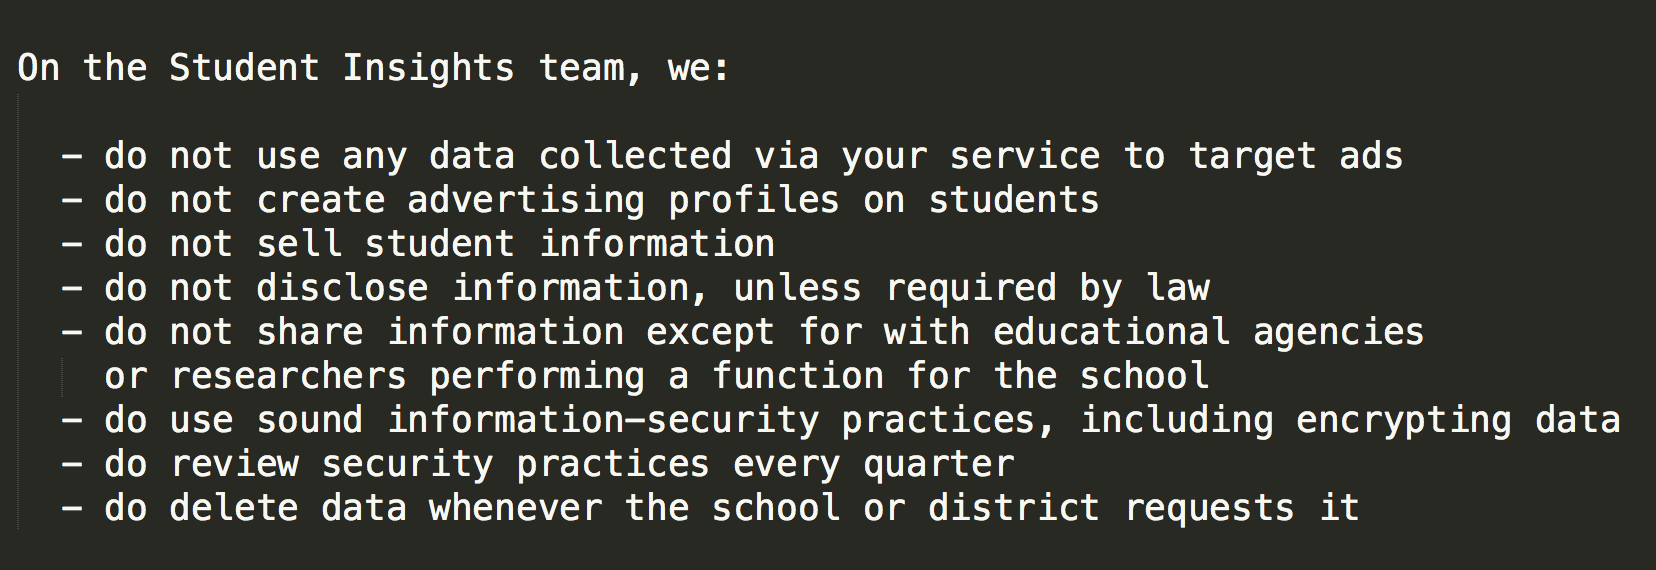 On the Student Insights team, we:
- do not use any data collected via your service to target ads
- do not create advertising profiles on students
- do not sell student information
- do not disclose information, unless required by law
- do not share information except for with educational agencies
or researchers performing a function for the school
- do use sound information-security practices, including encrypting data
- do review security practices every quarter
- do delete data whenever the school or district requests it